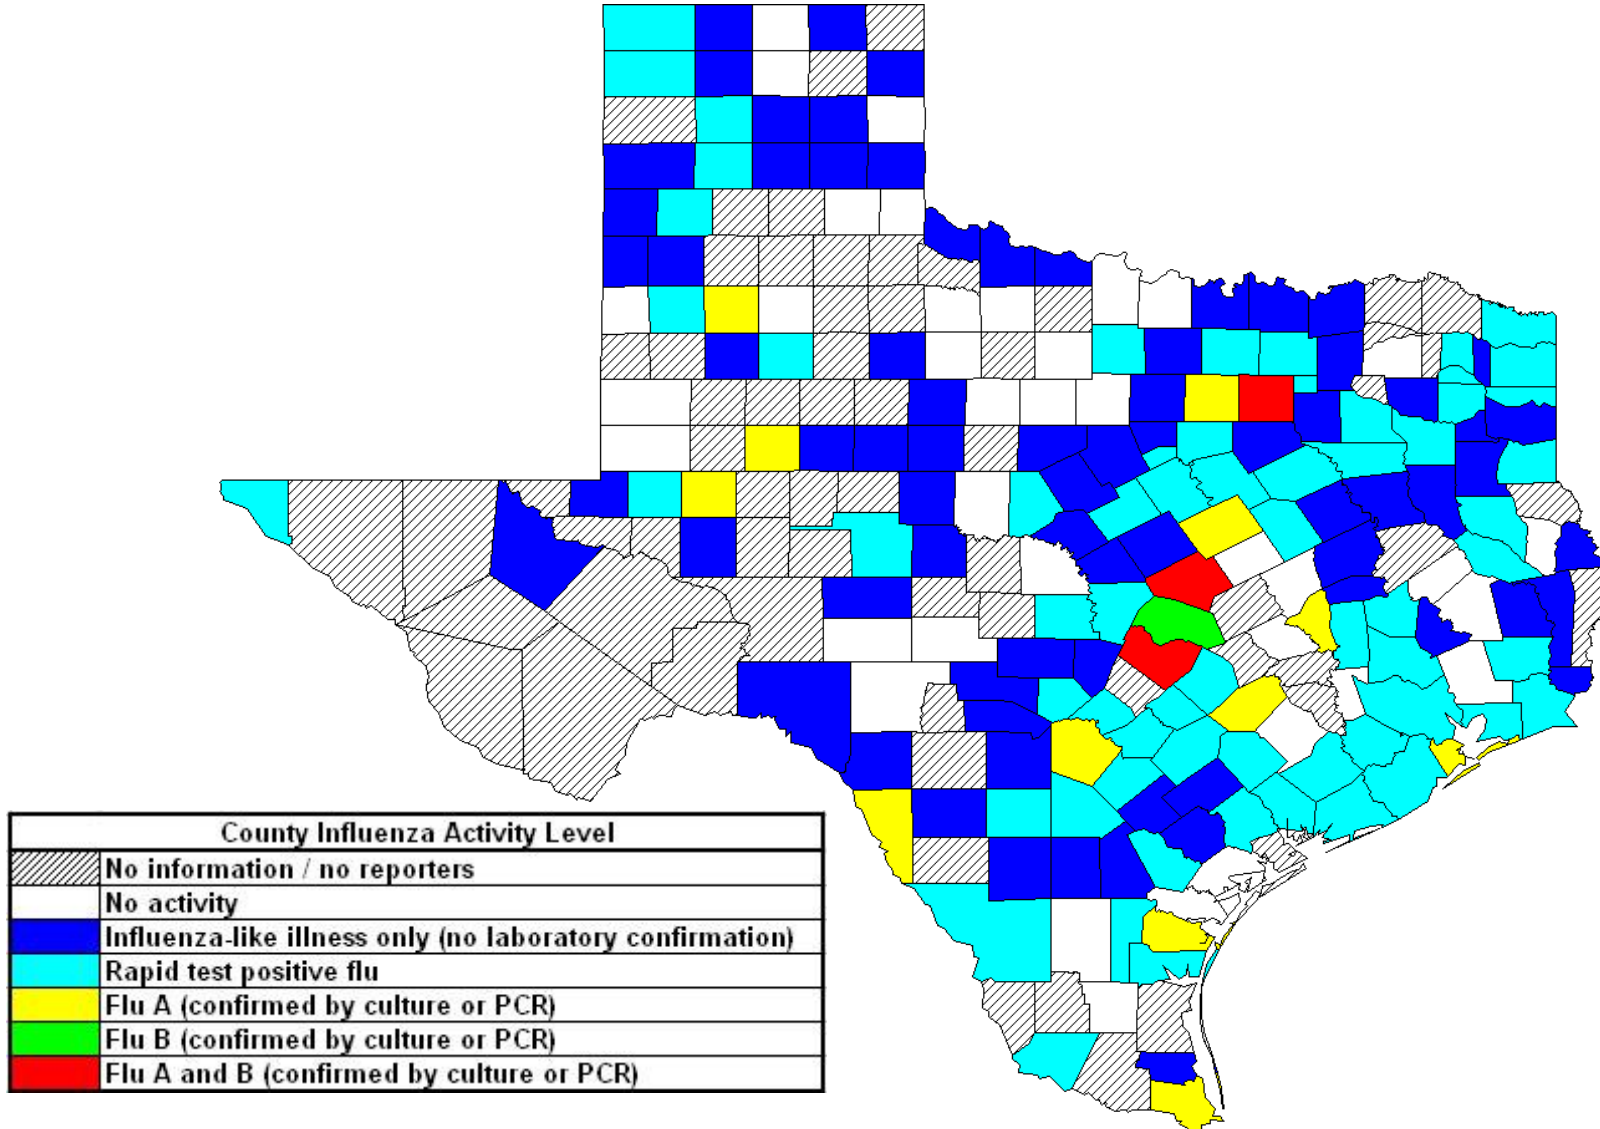 County Influenza Activity Level
No information / no reporters
No activity
Influenza-like illness only (no laboratory confirmation)
Rapid test positive flu
Flu A (confirmed by culture or PCR)
Flu B (confirmed by culture or PCR)
Flu A and B (confirmed by culture or PCR)